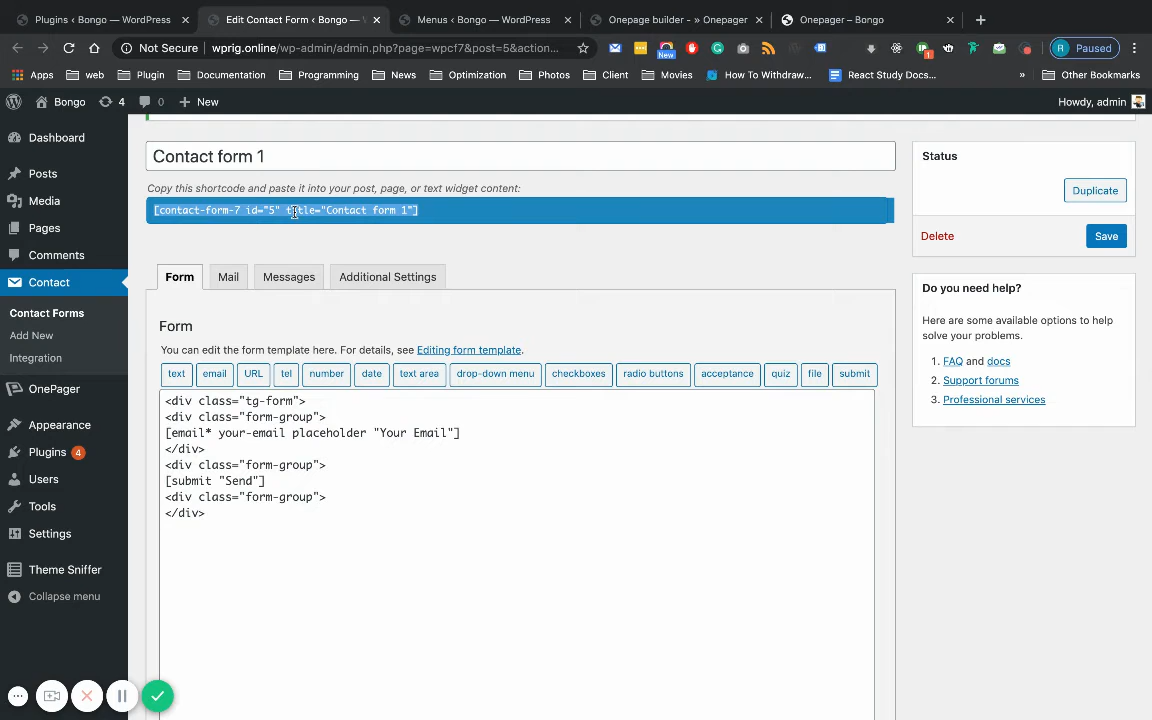 Plugins ‹ Bongo — WordPress
Edit Contact Form ‹ Bongo —
Menus ‹ Bongo — WordPress
Onepage builder - » Onepager
Onepager – Bongo
Not Secure
wprig.online/wp-admin/admin.php?page=wpcf7&post=5&action...
New
1
R
Paused
Apps
web
Plugin
Documentation
Programming
News
Optimization
Photos
Client
Movies
How To Withdraw...
React Study Docs...
»
Other Bookmarks
Bongo
4
0
New
Howdy, admin
Dashboard
Posts
Media
Pages
Comments
Contact
Contact Forms
Add New
Integration
OnePager
Appearance
Plugins 4
Users
Tools
Settings
Theme Sniffer
Collapse menu
Contact form 1
Copy this shortcode and paste it into your post, page, or text widget content:
[contact-form-7 id="5" title="Contact form 1"]
Form
Mail
Messages
Additional Settings
Form
You can edit the form template here. For details, see Editing form template.
text
email
URL
tel
number
date
text area
drop-down menu
checkboxes
radio buttons
acceptance
quiz
file
submit
<div class="tg-form">
<div class="form-group">
[email* your-email placeholder "Your Email"]
</div>
<div class="form-group">
[submit "Send"]
<div class="form-group">
</div>
Status
Duplicate
Delete
Save
Do you need help?
Here are some available options to help
solve your problems.
1. FAQ and docs
2. Support forums
3. Professional services